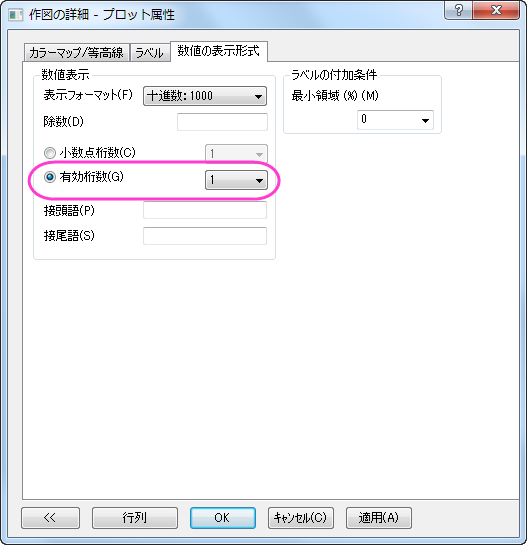 作図の詳細 - プロット属性
?
カラーマップ/等高線 ラベル 数値の表示形式
数値表示
表示フォーマット(F) 十進数: 1000
除数(D)
小数点桁数(C) 1
有効桁数(G) 1
接頭語(P)
接尾語(S)
ラベルの付加条件
最小領域 (%) (M)
0
<< 行列 OK キャンセル(C) 適用(A)